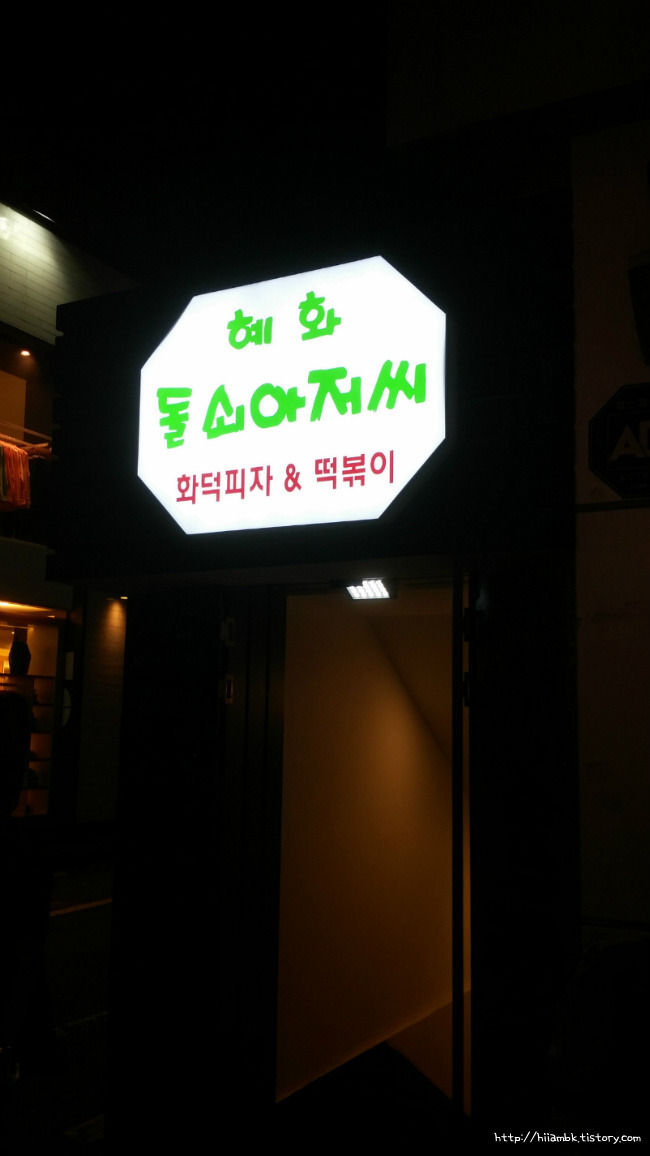 혜화
돌쇠아저씨
화덕피자 & 떡볶이
http://hiiambk.tistory.com